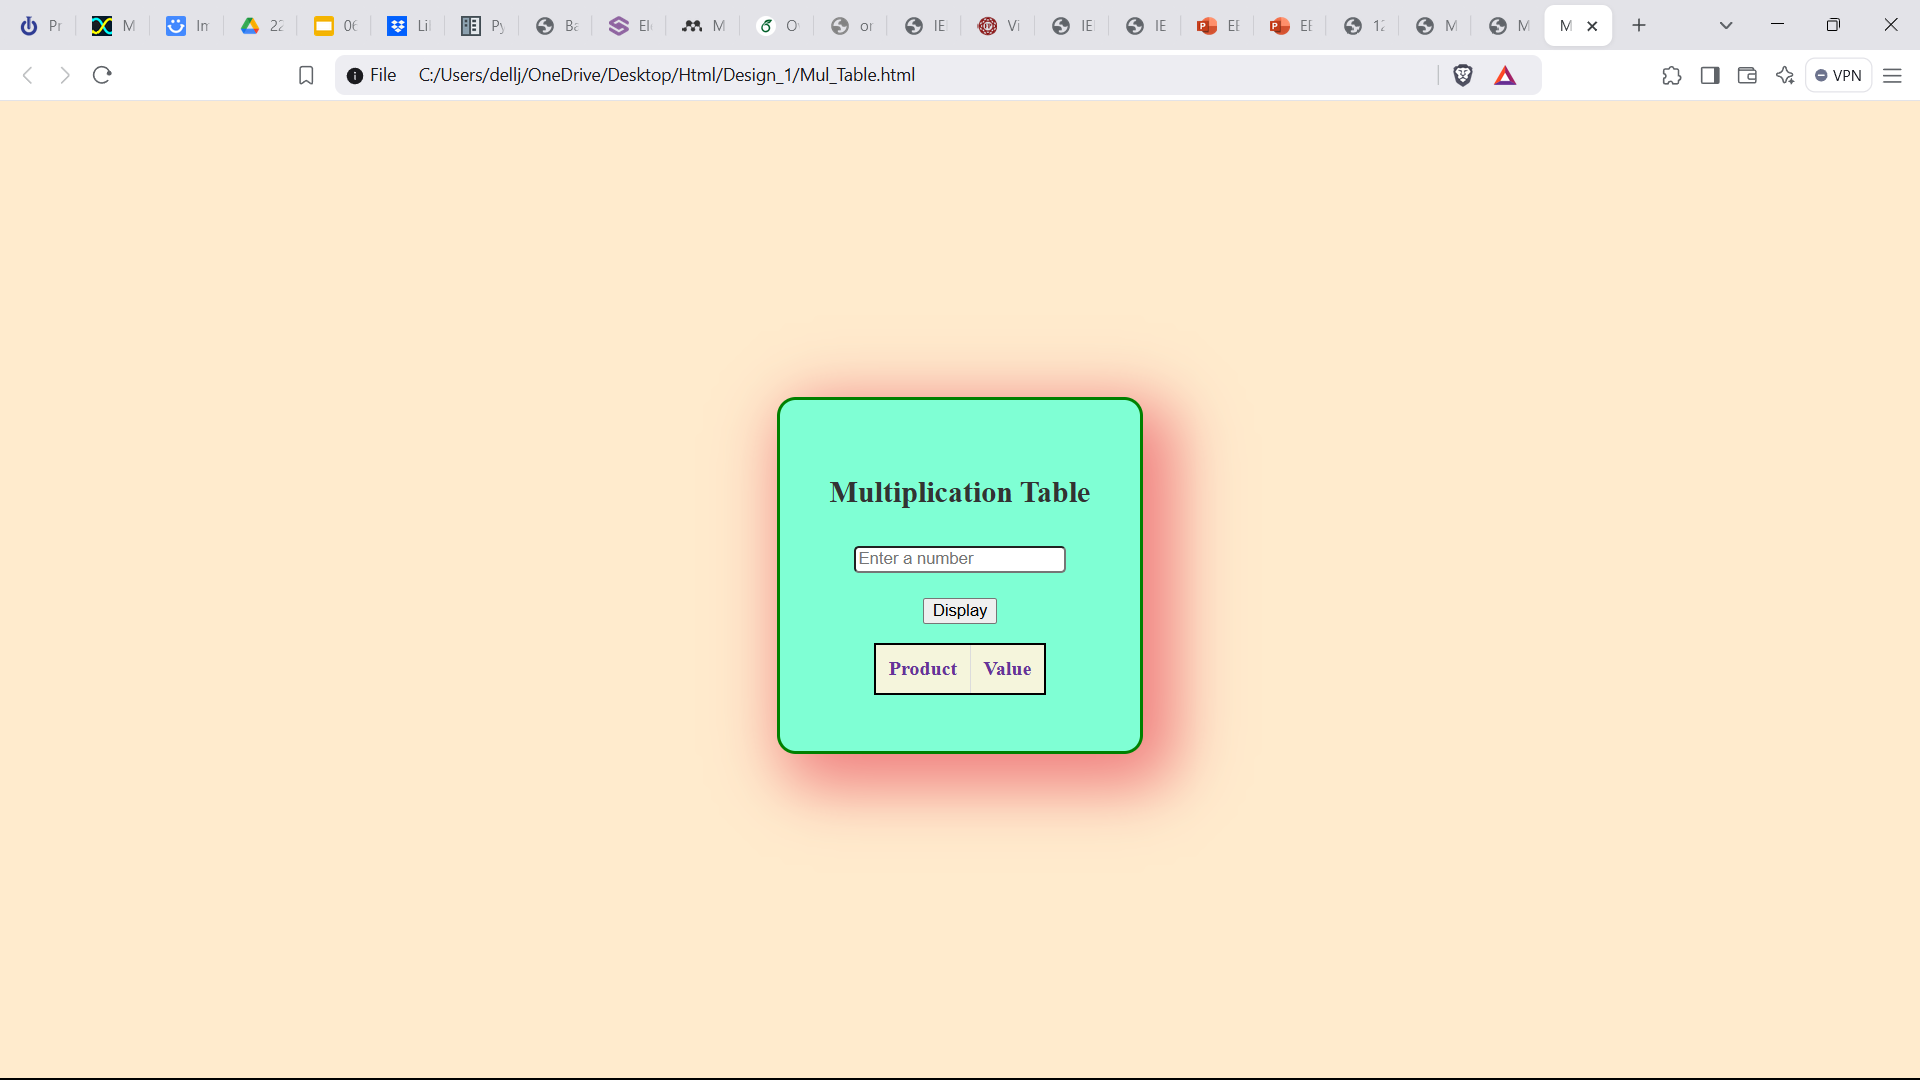 Pr M In 22 06 Li Py Ba El M O or IE Vi IE IE EE EE 12 M M M
File C:/Users/dellj/OneDrive/Desktop/Html/Design_1/Mul_Table.html VPN
Multiplication Table
Enter a number
Display
Product Value